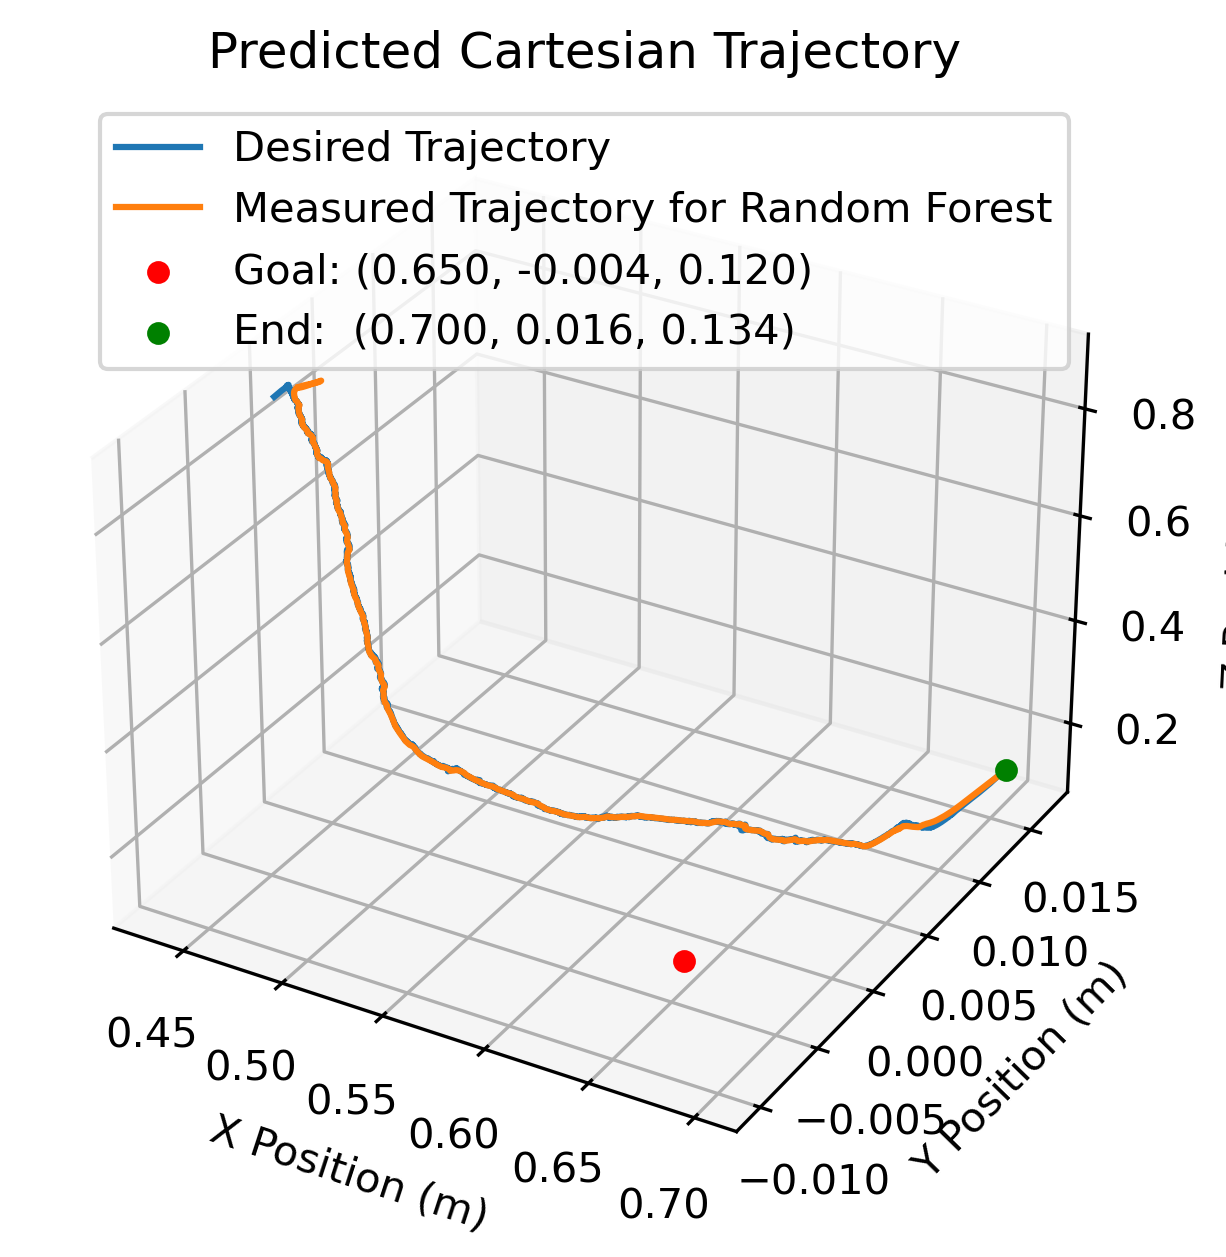 Predicted Cartesian Trajectory
Desired Trajectory
Measured Trajectory for Random Forest
Goal: (0.650, -0.004, 0.120)
End:  (0.700, 0.016, 0.134)
0.8
0.6
0.4
0.2
0.015
0.010
0.005
0.000
−0.005
−0.010
Y Position (m)
0.45
0.50
0.55
0.60
0.65
0.70
X Position (m)